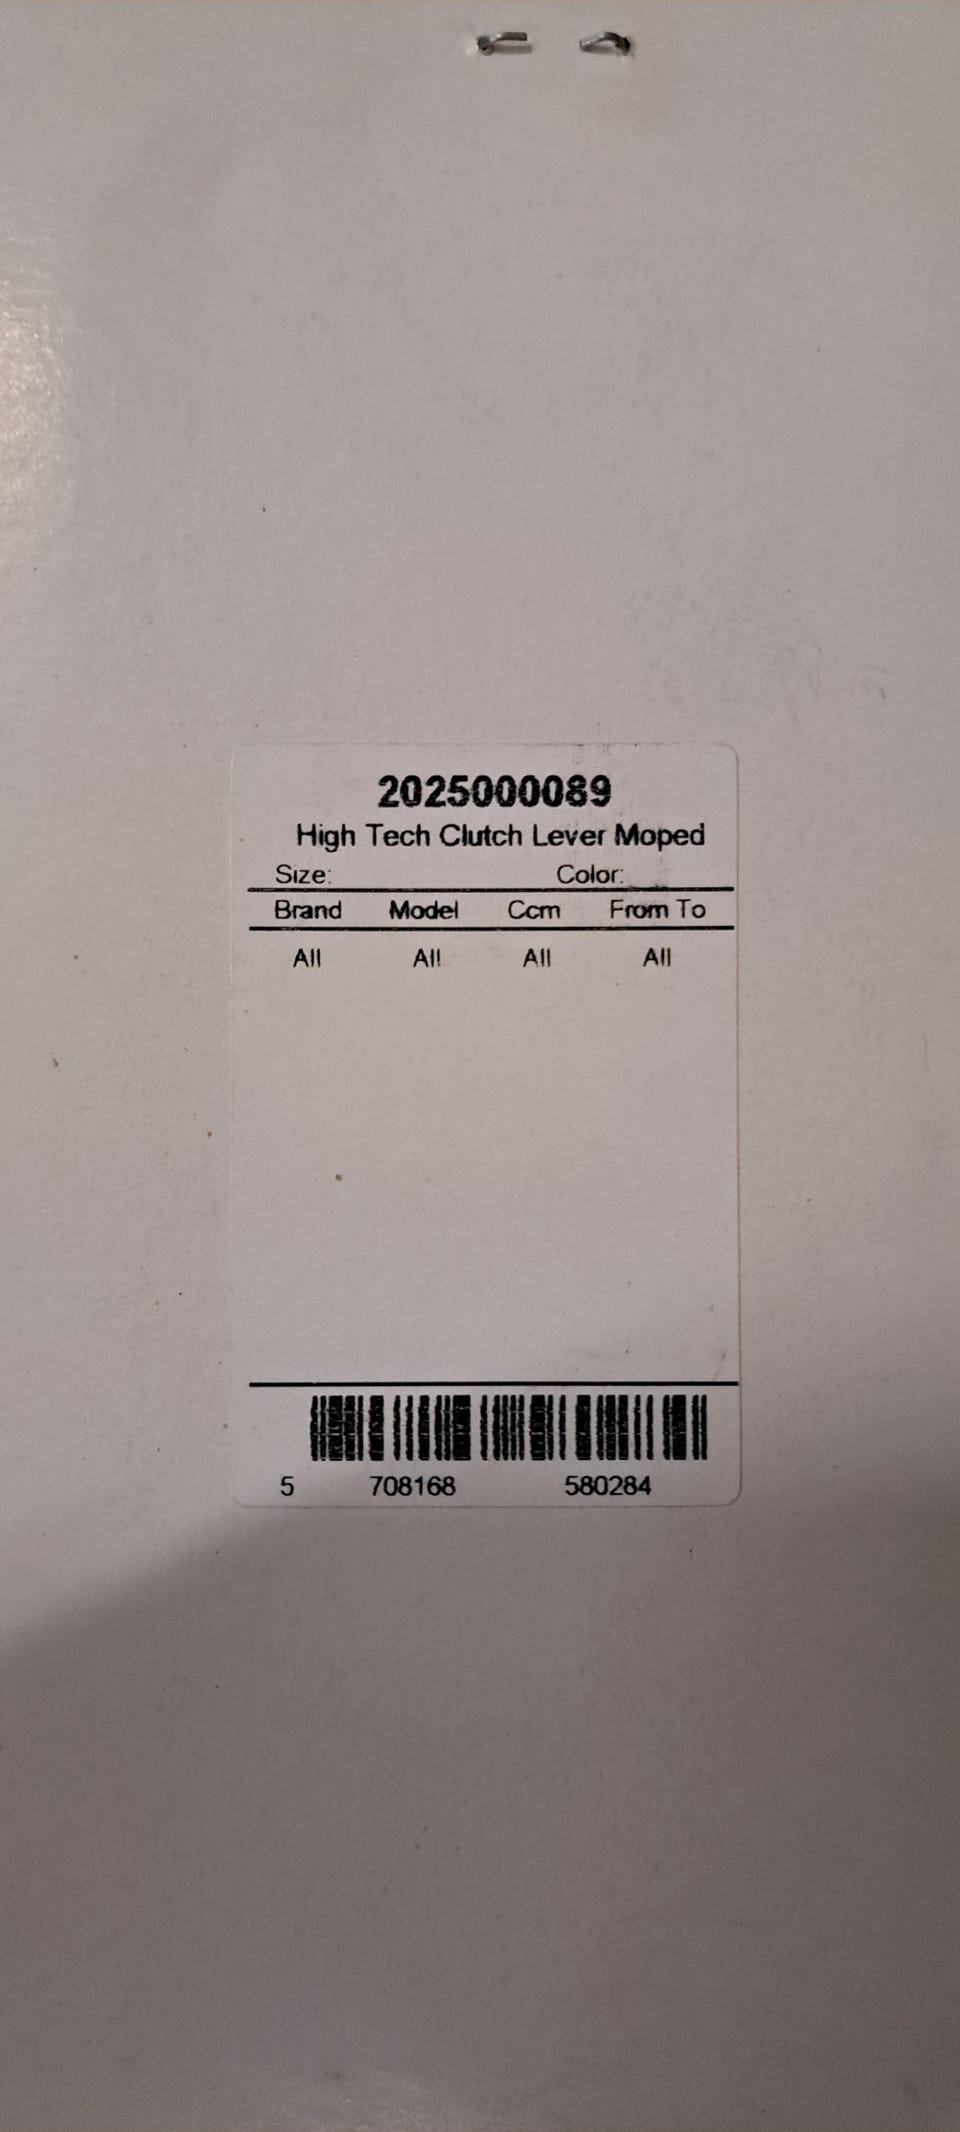 2025000089
High Tech Clutch Lever Moped
Size: Color:
Brand Model Ccm From To
All All All All
5 708168 580284